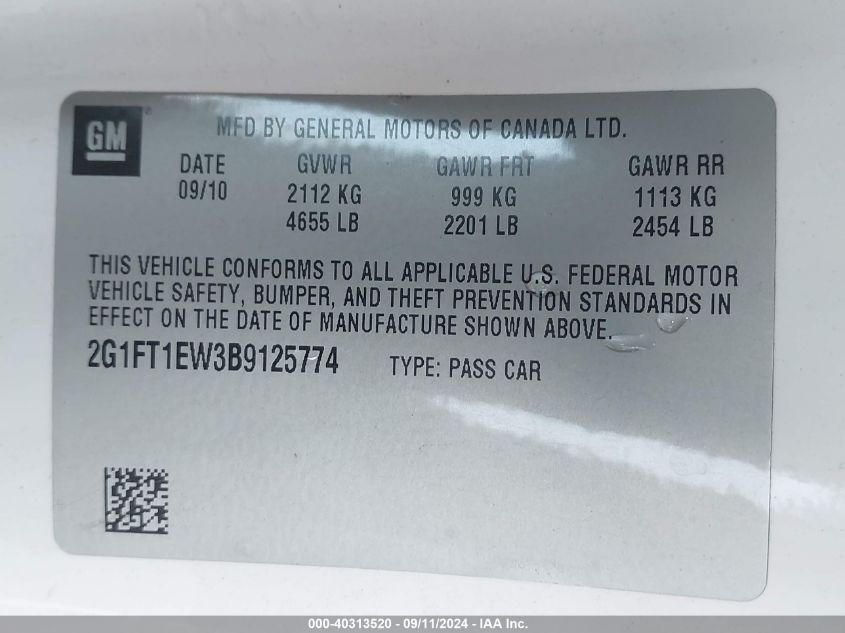 GM
MFD BY GENERAL MOTORS OF CANADA LTD.
DATE GVWR GAWR FRT GAWR RR
09/10 2112 KG 999 KG 1113 KG
4655 LB 2201 LB 2454 LB
THIS VEHICLE CONFORMS TO ALL APPLICABLE U.S. FEDERAL MOTOR
VEHICLE SAFETY, BUMPER, AND THEFT PREVENTION STANDARDS IN
EFFECT ON THE DATE OF MANUFACTURE SHOWN ABOVE.
2G1FT1EW3B9125774 TYPE: PASS CAR
000-40313520 - 09/11/2024 - IAA Inc.